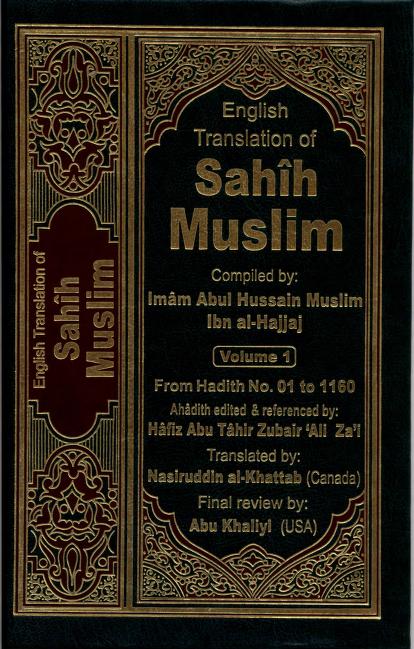 English Translation of
Sahîh
Muslim
English
Translation of
Sahîh
Muslim
Compiled by:
Imâm Abul Hussain Muslim
Ibn al-Hajjaj
Volume 1
From Hadith No. 01 to 1160
Ahâdith edited & referenced by:
Hâfiz Abu Tâhir Zubair 'Ali Za'i
Translated by:
Nasiruddin al-Khattab (Canada)
Final review by:
Abu Khaliyl (USA)